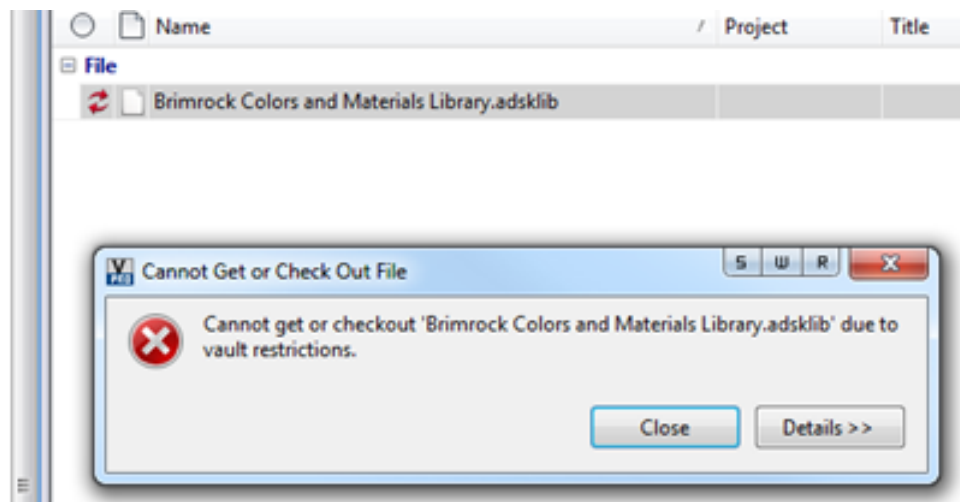 Name / Project Title
File
Brimrock Colors and Materials Library.adsklib
Cannot Get or Check Out File
S W R
Cannot get or checkout 'Brimrock Colors and Materials Library.adsklib' due to
vault restrictions.
Close Details >>